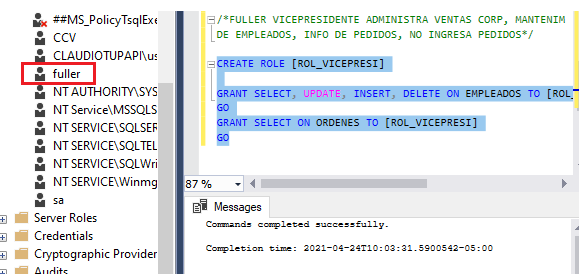 ##MS_PolicyTsqlExe
CCV
CLAUDIOTUPAPI\us
fuller
NT AUTHORITY\SYS
NT Service\MSSQLS
NT SERVICE\SQLSER
NT SERVICE\SQLTEL
NT SERVICE\SQLWri
NT SERVICE\Winmg
sa
Server Roles
Credentials
Cryptographic Provider
Audits
/*FULLER VICEPRESIDENTE ADMINISTRA VENTAS CORP, MANTENIM
DE EMPLEADOS, INFO DE PEDIDOS, NO INGRESA PEDIDOS*/
CREATE ROLE [ROL_VICEPRESI]
GRANT SELECT, UPDATE, INSERT, DELETE ON EMPLEADOS TO [ROL_
GO
GRANT SELECT ON ORDENES TO [ROL_VICEPRESI]
GO
87 %
Messages
Commands completed successfully.
Completion time: 2021-04-24T10:03:31.5900542-05:00